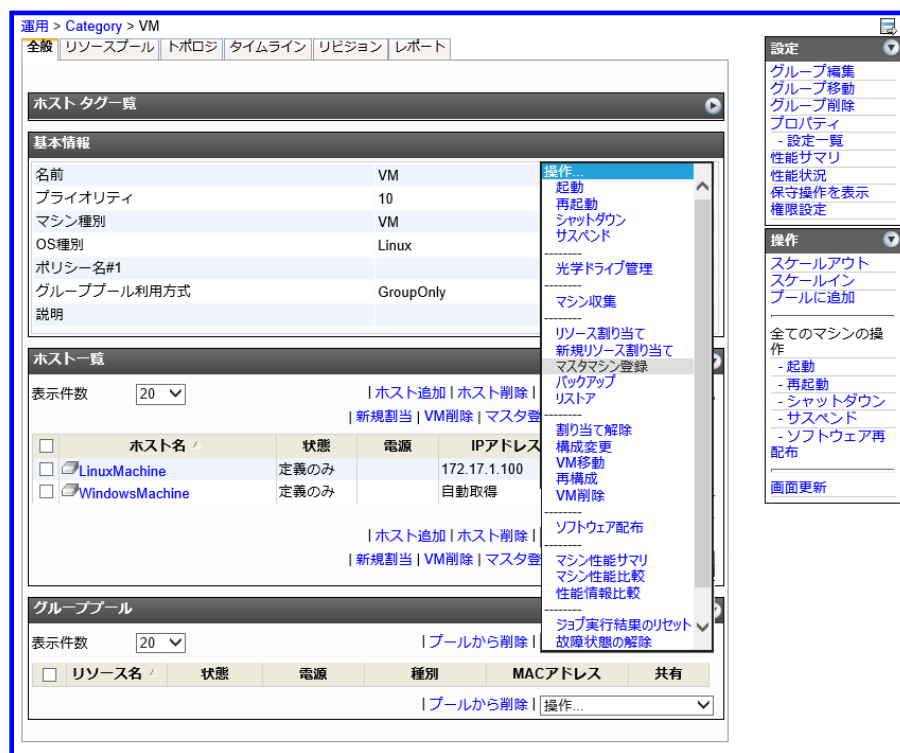 運用 > Category > VM
全般 リソースプール トポロジ タイムライン リビジョン レポート
ホスト タグ一覧
基本情報
名前 VM
プライオリティ 10
マシン種別 VM
OS種別 Linux
ポリシー名#1
グループプール利用方式 GroupOnly
説明
ホスト一覧
表示件数 20 | ホスト追加 | ホスト削除 |
| 新規割当 | VM削除 | マスタ登
ホスト名 状態 電源 IPアドレス
LinuxMachine 定義のみ 172.17.1.100
WindowsMachine 定義のみ 自動取得
| ホスト追加 | ホスト削除 |
| 新規割当 | VM削除 | マスタ登
グループプール
表示件数 20 | プールから削除 |
リソース名 状態 電源 種別 MACアドレス 共有
| プールから削除 | 操作...
操作...
起動
再起動
シャットダウン
サスペンド
--------
光学ドライブ管理
--------
マシン収集
--------
リソース割り当て
新規リソース割り当て
マスタマシン登録
バックアップ
リストア
--------
割り当て解除
構成変更
VM移動
再構成
VM削除
--------
ソフトウェア配布
--------
マシン性能サマリ
マシン性能比較
性能情報比較
--------
ジョブ実行結果のリセット
故障状態の解除
設定
グループ編集
グループ移動
グループ削除
プロパティ
- 設定一覧
性能サマリ
性能状況
保守操作を表示
権限設定
操作
スケールアウト
スケールイン
プールに追加
全てのマシンの操
作
- 起動
- 再起動
- シャットダウン
- サスペンド
- ソフトウェア再
配布
画面更新